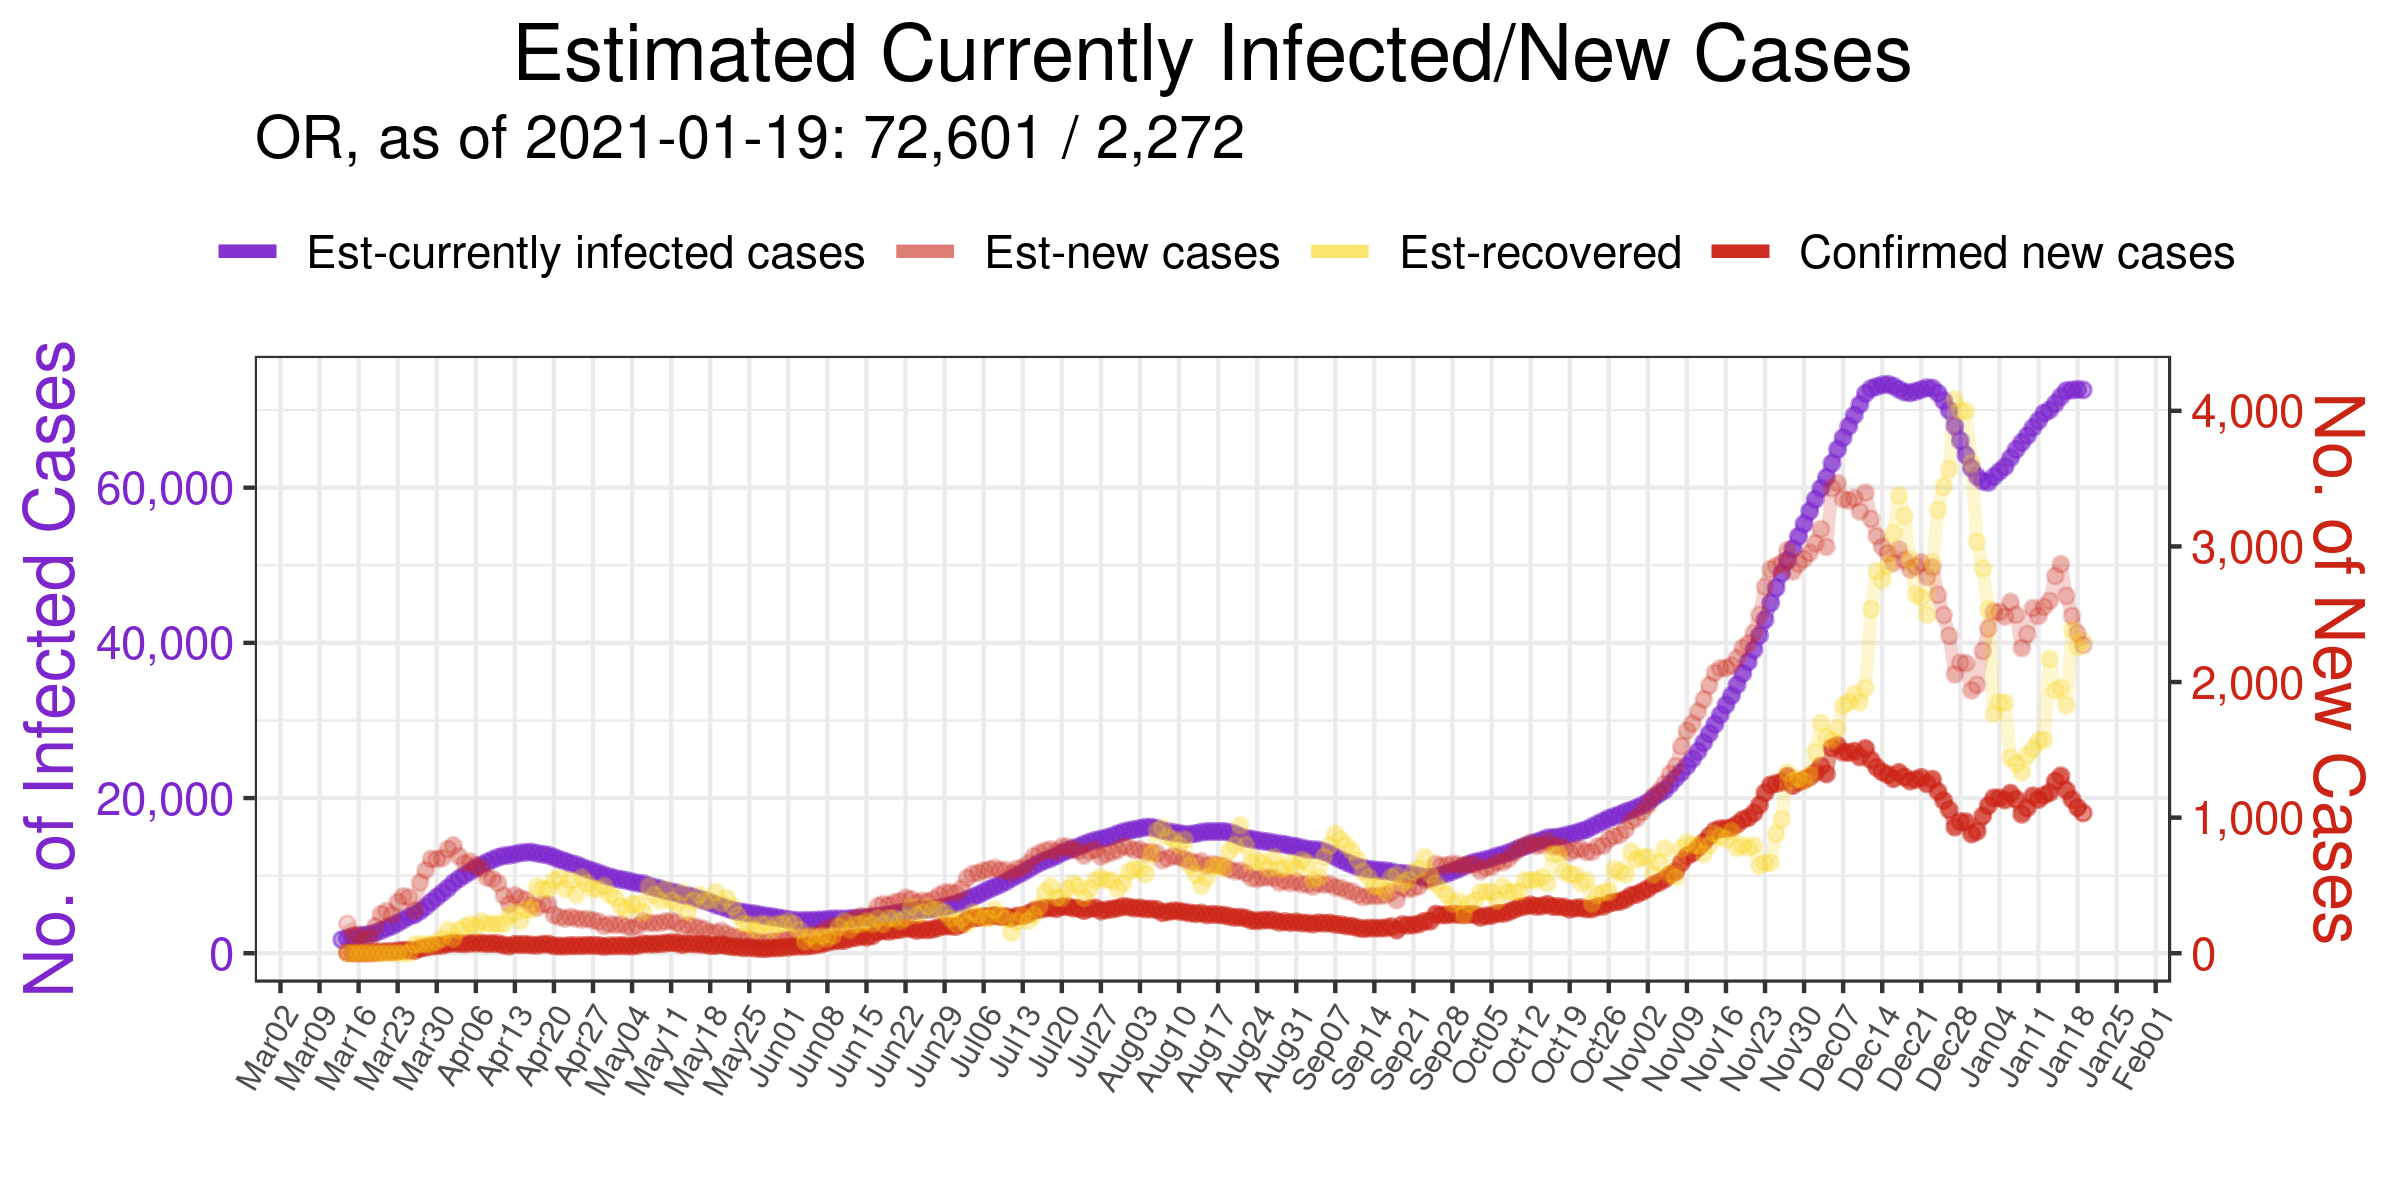 Estimated Currently Infected/New Cases
OR, as of 2021-01-19: 72,601 / 2,272
Est-currently infected cases Est-new cases Est-recovered Confirmed new cases
No. of Infected Cases
60,000
40,000
20,000
0
4,000
3,000
2,000
1,000
0
No. of New Cases
Mar02 Mar09 Mar16 Mar23 Mar30 Apr06 Apr13 Apr20 Apr27 May04 May11 May18 May25 Jun01 Jun08 Jun15 Jun22 Jun29 Jul06 Jul13 Jul20 Jul27 Aug03 Aug10 Aug17 Aug24 Aug31 Sep07 Sep14 Sep21 Sep28 Oct05 Oct12 Oct19 Oct26 Nov02 Nov09 Nov16 Nov23 Nov30 Dec07 Dec14 Dec21 Dec28 Jan04 Jan11 Jan18 Jan25 Feb01